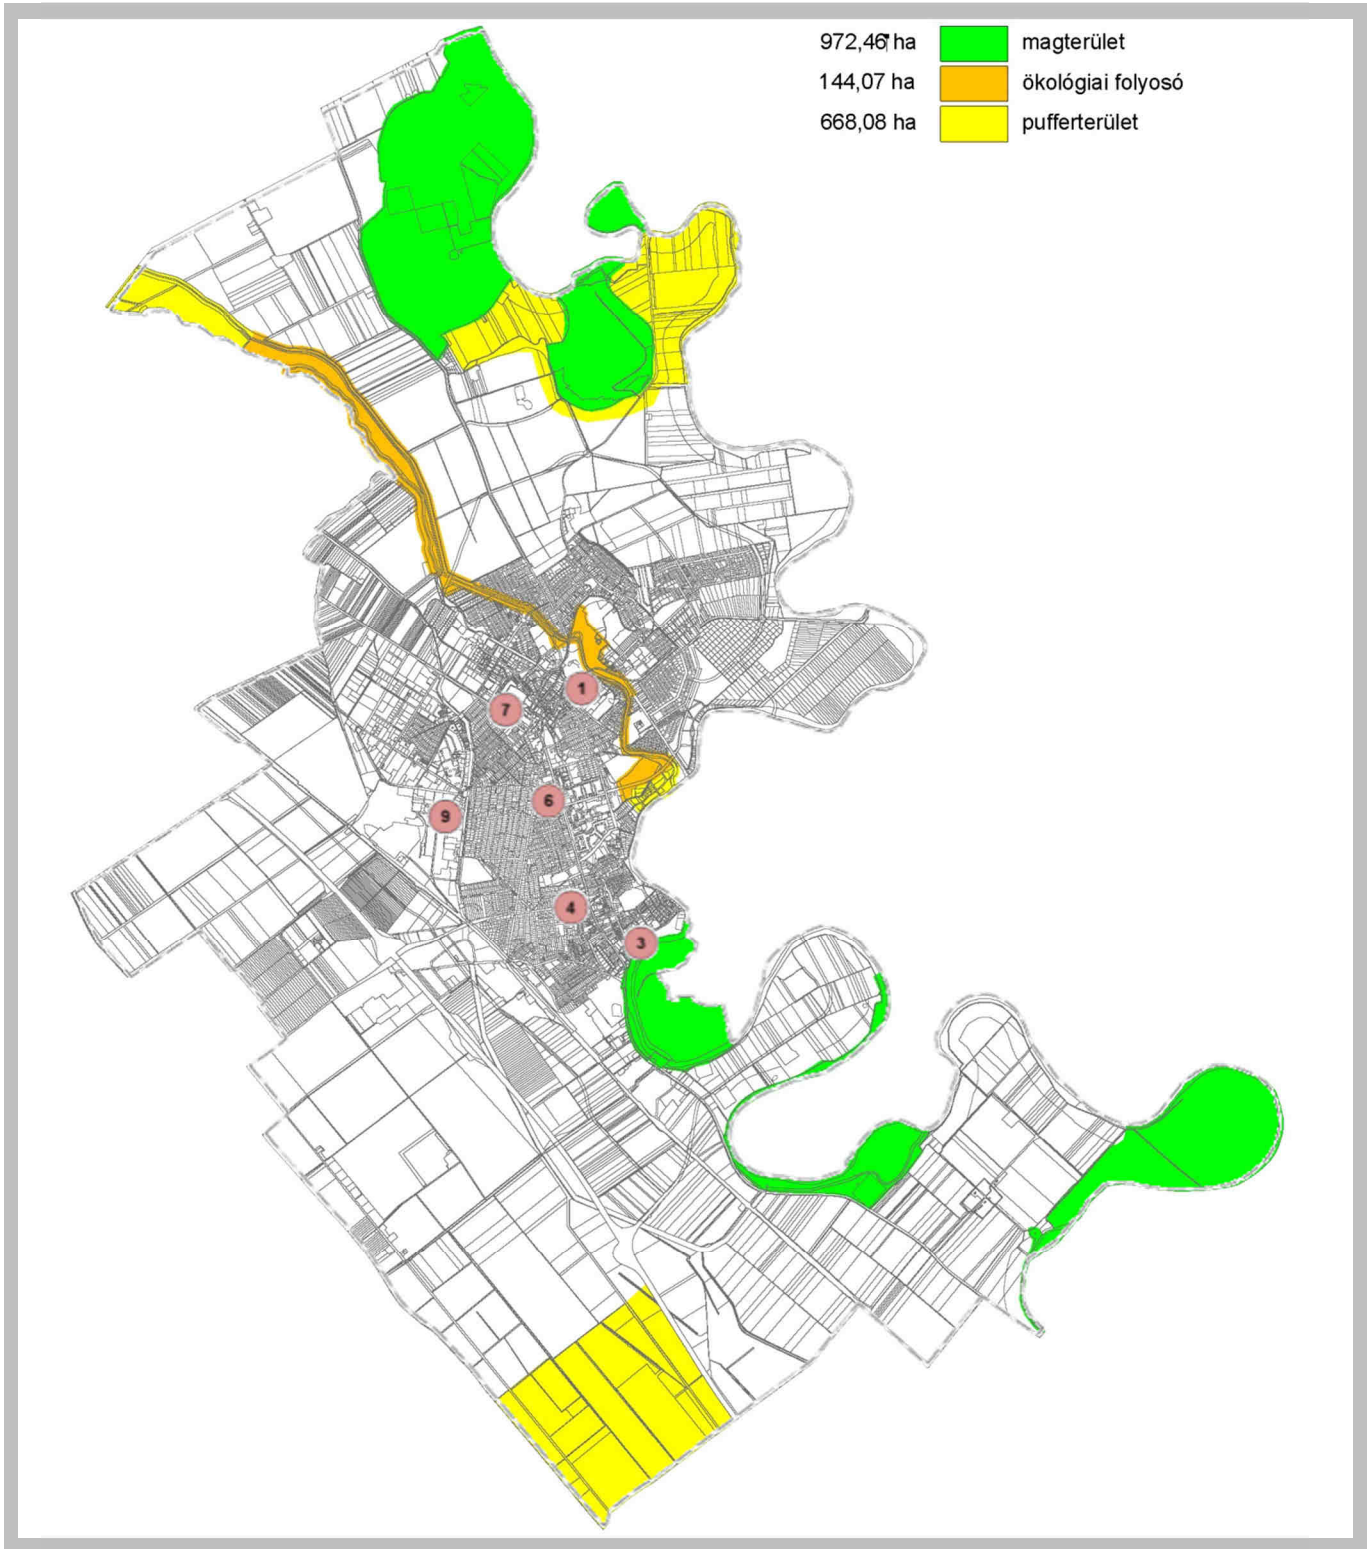 972,46 ha magterület
144,07 ha ökológiai folyosó
668,08 ha pufferterület
1
7
6
9
4
3